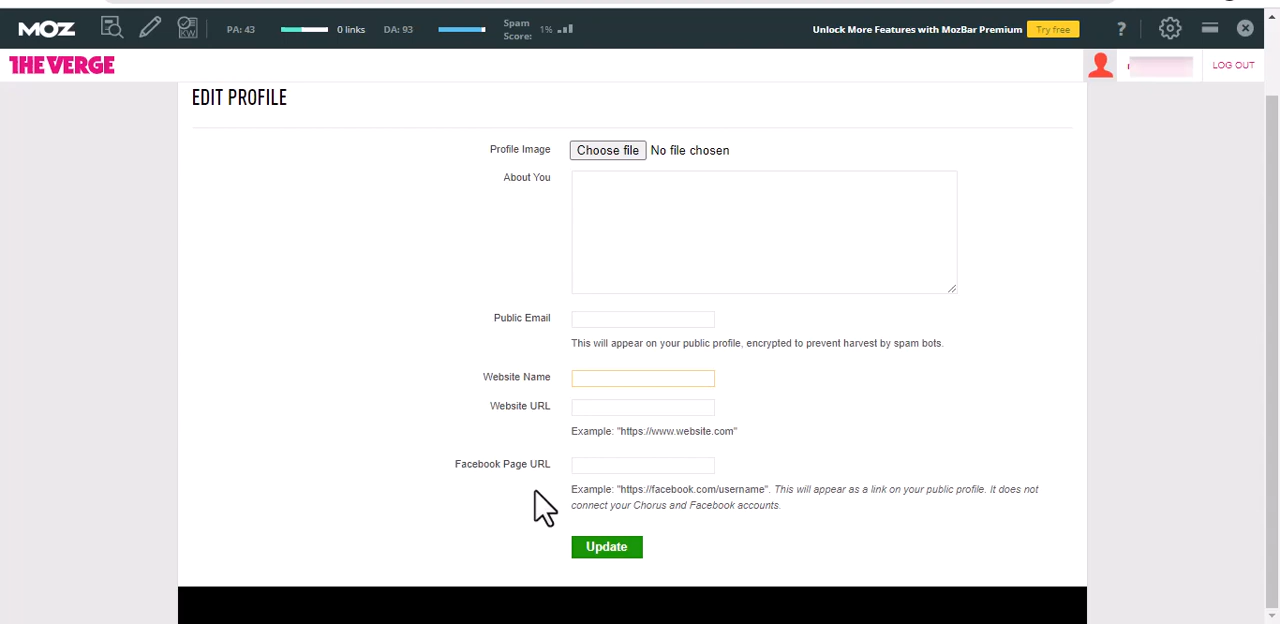 MOZ KW PA: 43 0 links DA: 93 Spam Score: 1% Unlock More Features with MozBar Premium Try free ?
THE VERGE LOG OUT
EDIT PROFILE
Profile Image Choose file No file chosen
About You
Public Email
This will appear on your public profile, encrypted to prevent harvest by spam bots.
Website Name
Website URL
Example: "https://www.website.com"
Facebook Page URL
Example: "https://facebook.com/username". This will appear as a link on your public profile. It does not
connect your Chorus and Facebook accounts.
Update